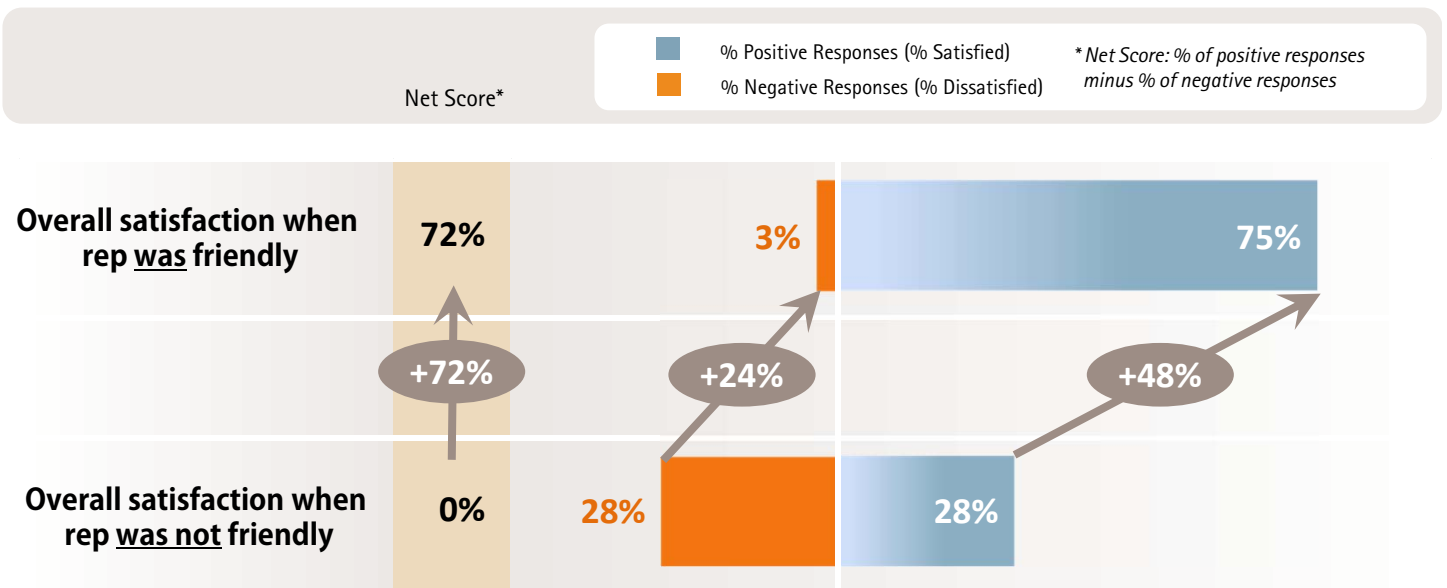 % Positive Responses (% Satisfied)
% Negative Responses (% Dissatisfied)
* Net Score: % of positive responses
minus % of negative responses
Net Score*
Overall satisfaction when
rep was friendly
72%
3%
75%
+72%
+24%
+48%
Overall satisfaction when
rep was not friendly
0%
28%
28%